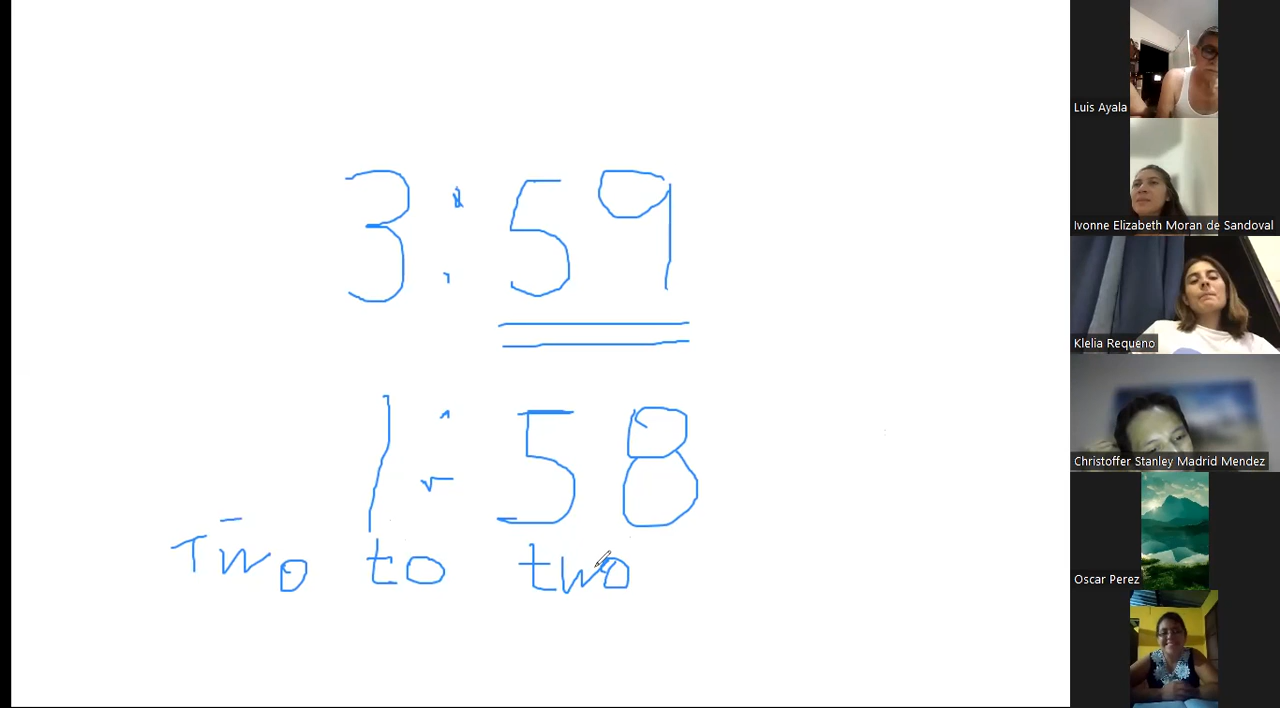 3:59
1:58
Two to two
Luis Ayala
Ivonne Elizabeth Moran de Sandoval
Klelia Requeno
Christoffer Stanley Madrid Mendez
Oscar Perez